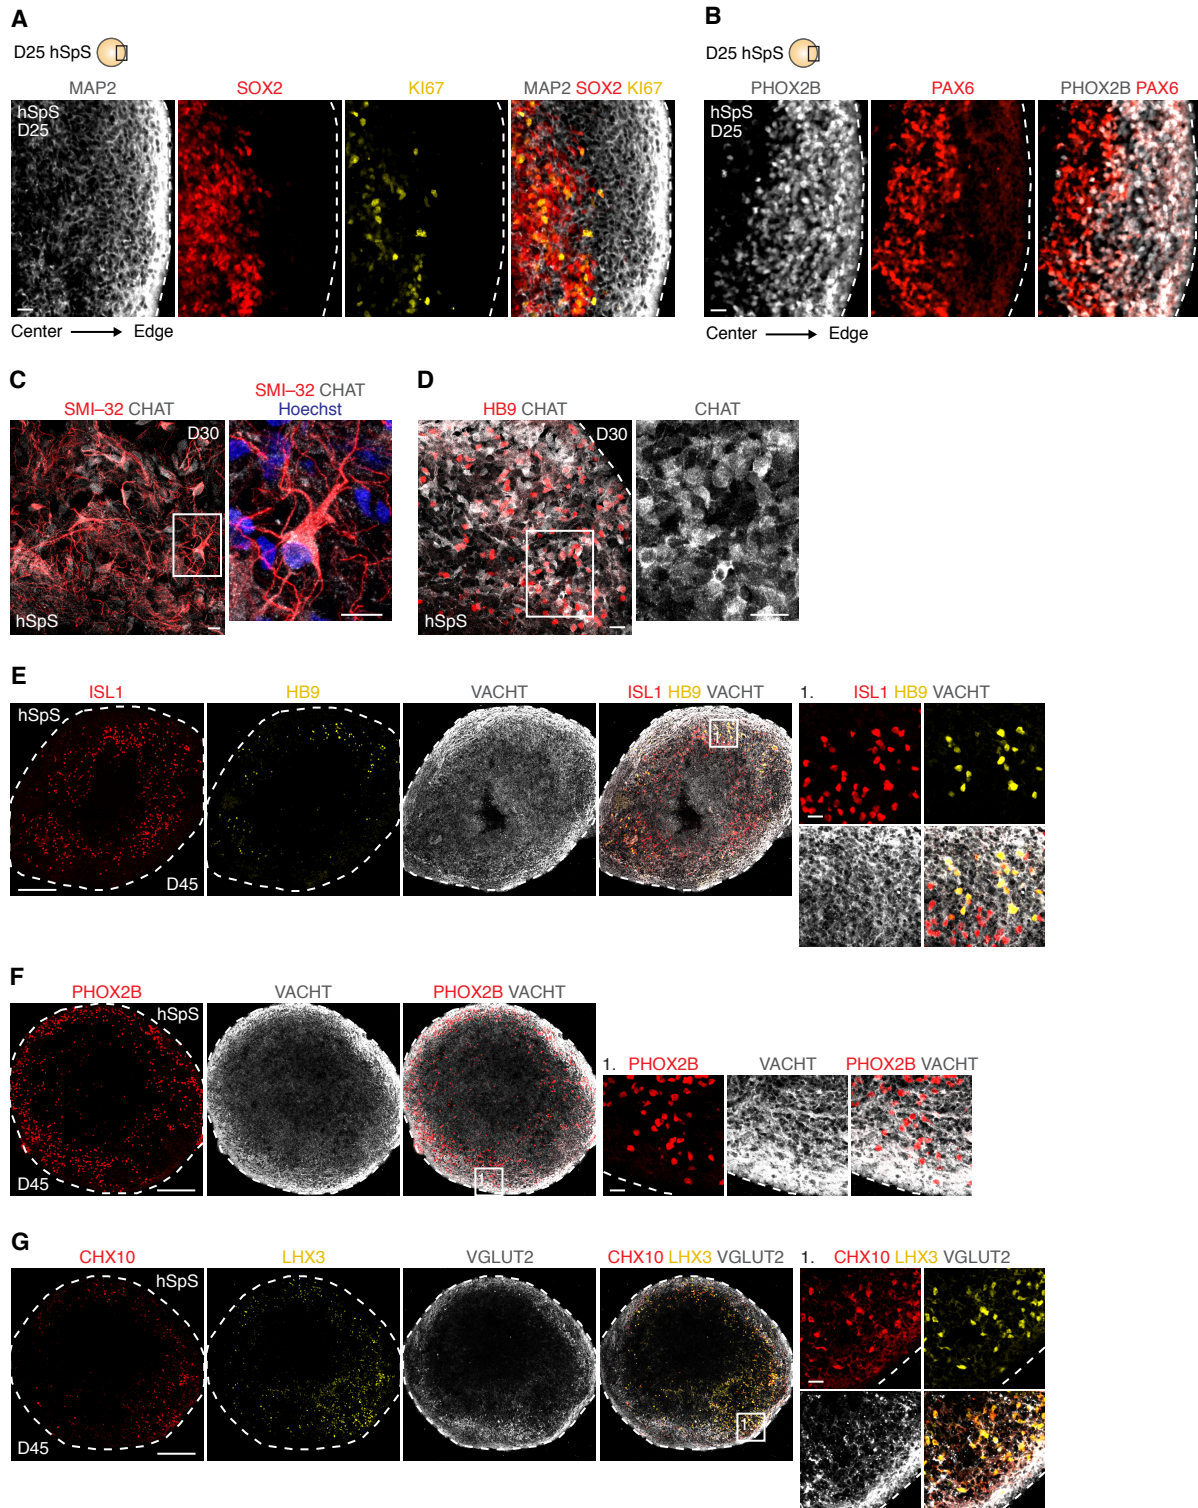 A
D25 hSpS
MAP2
SOX2
KI67
MAP2 SOX2 KI67
hSpS
D25
Center
Edge
B
D25 hSpS
PHOX2B
PAX6
PHOX2B PAX6
hSpS
D25
Center
Edge
C
SMI–32 CHAT
D30
hSpS
SMI–32 CHAT
Hoechst
D
HB9 CHAT
D30
hSpS
CHAT
E
ISL1
HB9
VACHT
ISL1 HB9 VACHT
1. ISL1 HB9 VACHT
hSpS
D45
1
F
PHOX2B
VACHT
PHOX2B VACHT
hSpS
D45
1
1. PHOX2B
VACHT
PHOX2B VACHT
G
CHX10
LHX3
VGLUT2
CHX10 LHX3 VGLUT2
1. CHX10 LHX3 VGLUT2
hSpS
D45
1